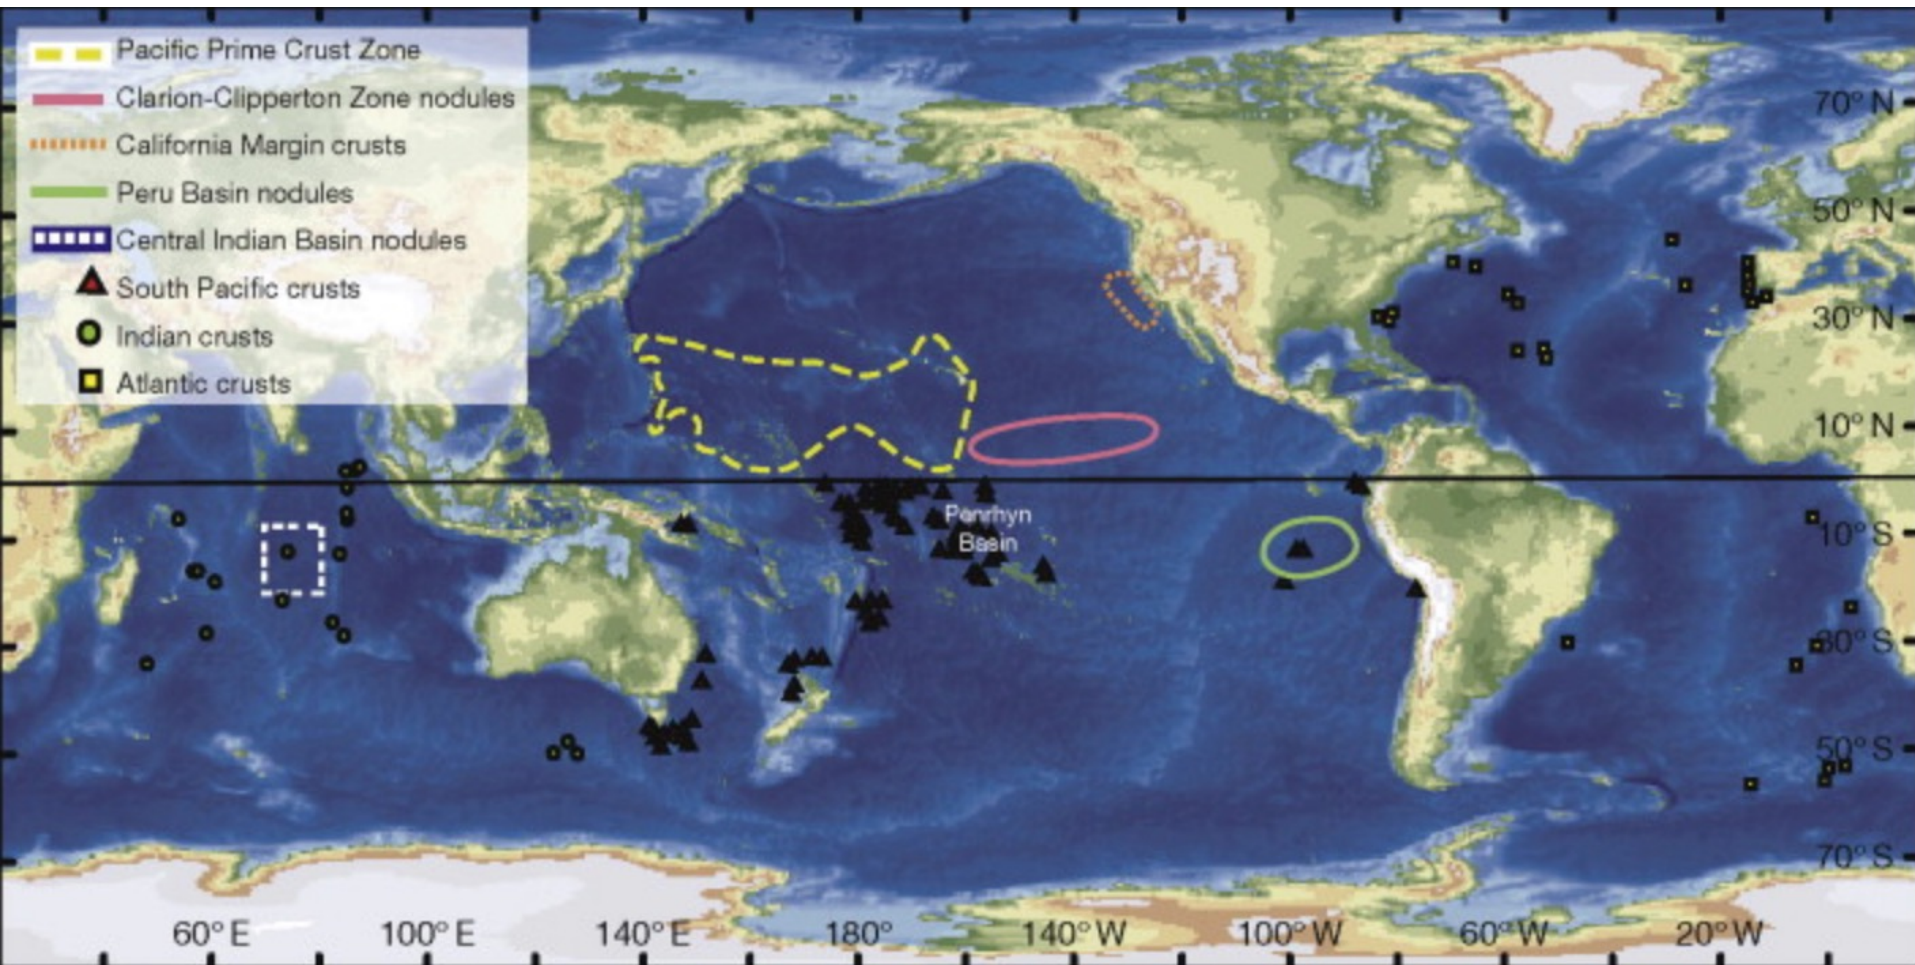 Pacific Prime Crust Zone
Clarion-Clipperton Zone nodules
California Margin crusts
Peru Basin nodules
Central Indian Basin nodules
South Pacific crusts
Indian crusts
Atlantic crusts
70° N
50° N
30° N
10° N
Penrhyn
Basin
10° S
30° S
50° S
70° S
60° E
100° E
140° E
180°
140° W
100° W
60° W
20° W